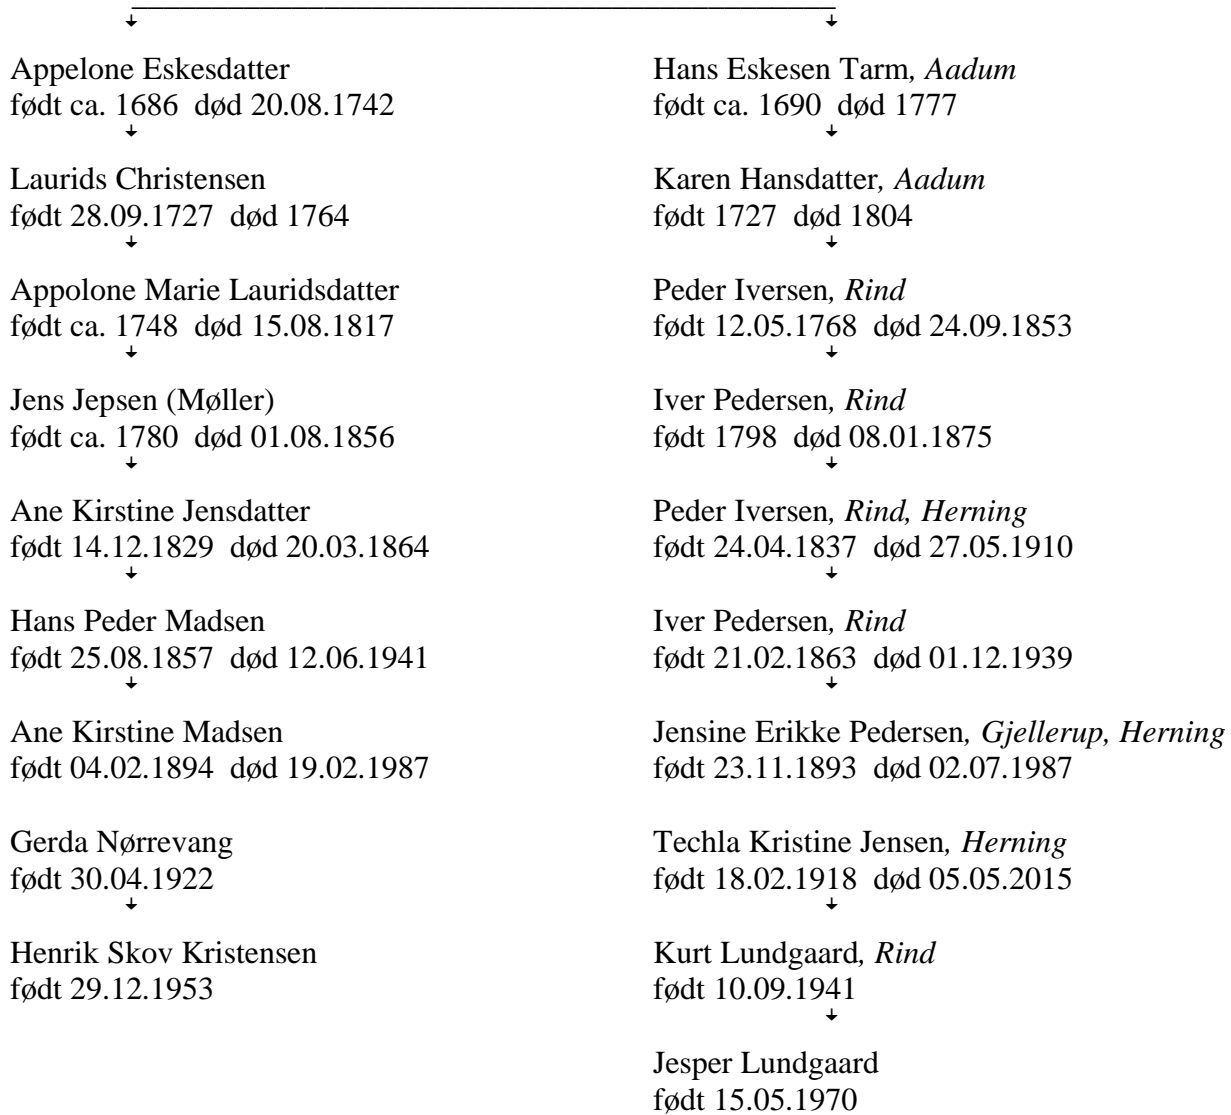 Appelone Eskesdatter
født ca. 1686  død 20.08.1742
Laurids Christensen
født 28.09.1727  død 1764
Appolone Marie Lauridsdatter
født ca. 1748  død 15.08.1817
Jens Jepsen (Møller)
født ca. 1780  død 01.08.1856
Ane Kirstine Jensdatter
født 14.12.1829  død 20.03.1864
Hans Peder Madsen
født 25.08.1857  død 12.06.1941
Ane Kirstine Madsen
født 04.02.1894  død 19.02.1987
Gerda Nørrevang
født 30.04.1922
Henrik Skov Kristensen
født 29.12.1953
Hans Eskesen Tarm, Aadum
født ca. 1690  død 1777
Karen Hansdatter, Aadum
født 1727  død 1804
Peder Iversen, Rind
født 12.05.1768  død 24.09.1853
Iver Pedersen, Rind
født 1798  død 08.01.1875
Peder Iversen, Rind, Herning
født 24.04.1837  død 27.05.1910
Iver Pedersen, Rind
født 21.02.1863  død 01.12.1939
Jensine Erikke Pedersen, Gjellerup, Herning
født 23.11.1893  død 02.07.1987
Techla Kristine Jensen, Herning
født 18.02.1918  død 05.05.2015
Kurt Lundgaard, Rind
født 10.09.1941
Jesper Lundgaard
født 15.05.1970